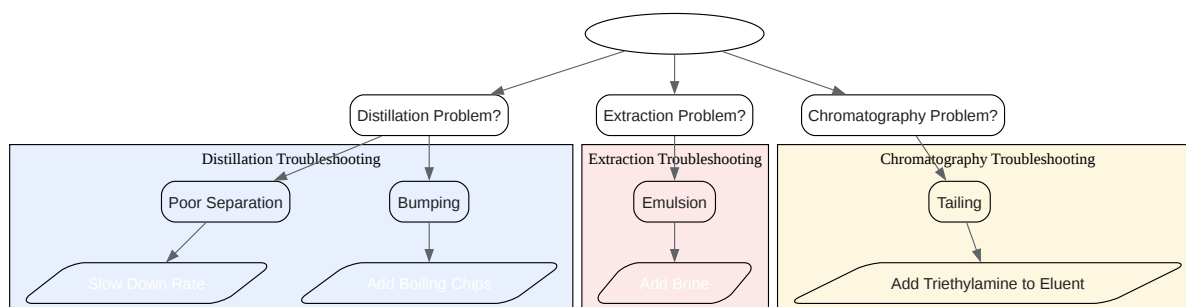 Distillation Problem?
Extraction Problem?
Chromatography Problem?
Distillation Troubleshooting
Extraction Troubleshooting
Chromatography Troubleshooting
Poor Separation
Bumping
Emulsion
Tailing
Slow Down Rate
Add Boiling Chips
Add Brine
Add Triethylamine to Eluent